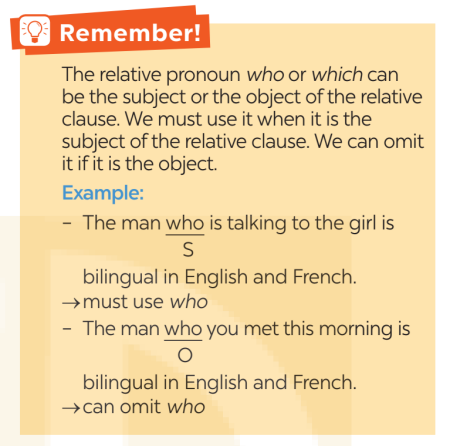 Remember!
The relative pronoun who or which can
be the subject or the object of the relative
clause. We must use it when it is the
subject of the relative clause. We can omit
it if it is the object.
Example:
– The man who is talking to the girl is
S
bilingual in English and French.
→ must use who
– The man who you met this morning is
O
bilingual in English and French.
→ can omit who